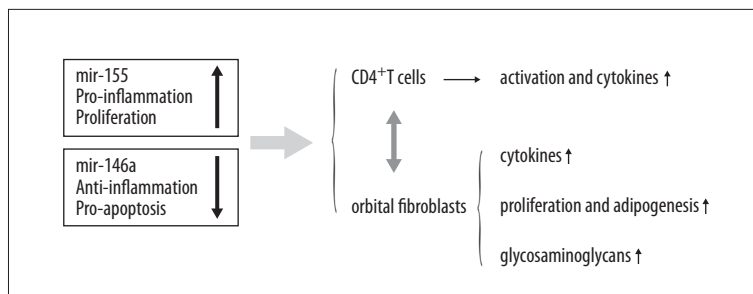 mir-155
Pro-inflammation
Proliferation
mir-146a
Anti-inflammation
Pro-apoptosis
CD4⁺T cells
activation and cytokines ↑
orbital fibroblasts
cytokines ↑
proliferation and adipogenesis ↑
glycosaminoglycans ↑